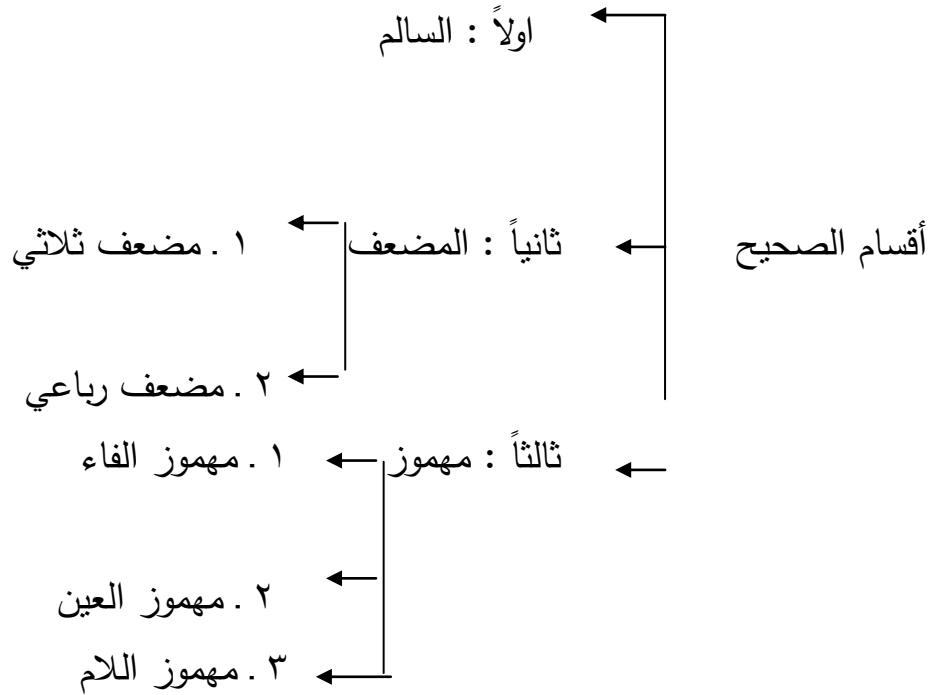 اولاً : السالم
أقسام الصحيح ثانياً : المضعف ١ . مضعف ثلاثي
٢ . مضعف رباعي
ثالثاً : مهموز ١ . مهموز الفاء
٢ . مهموز العين
٣ . مهموز اللام